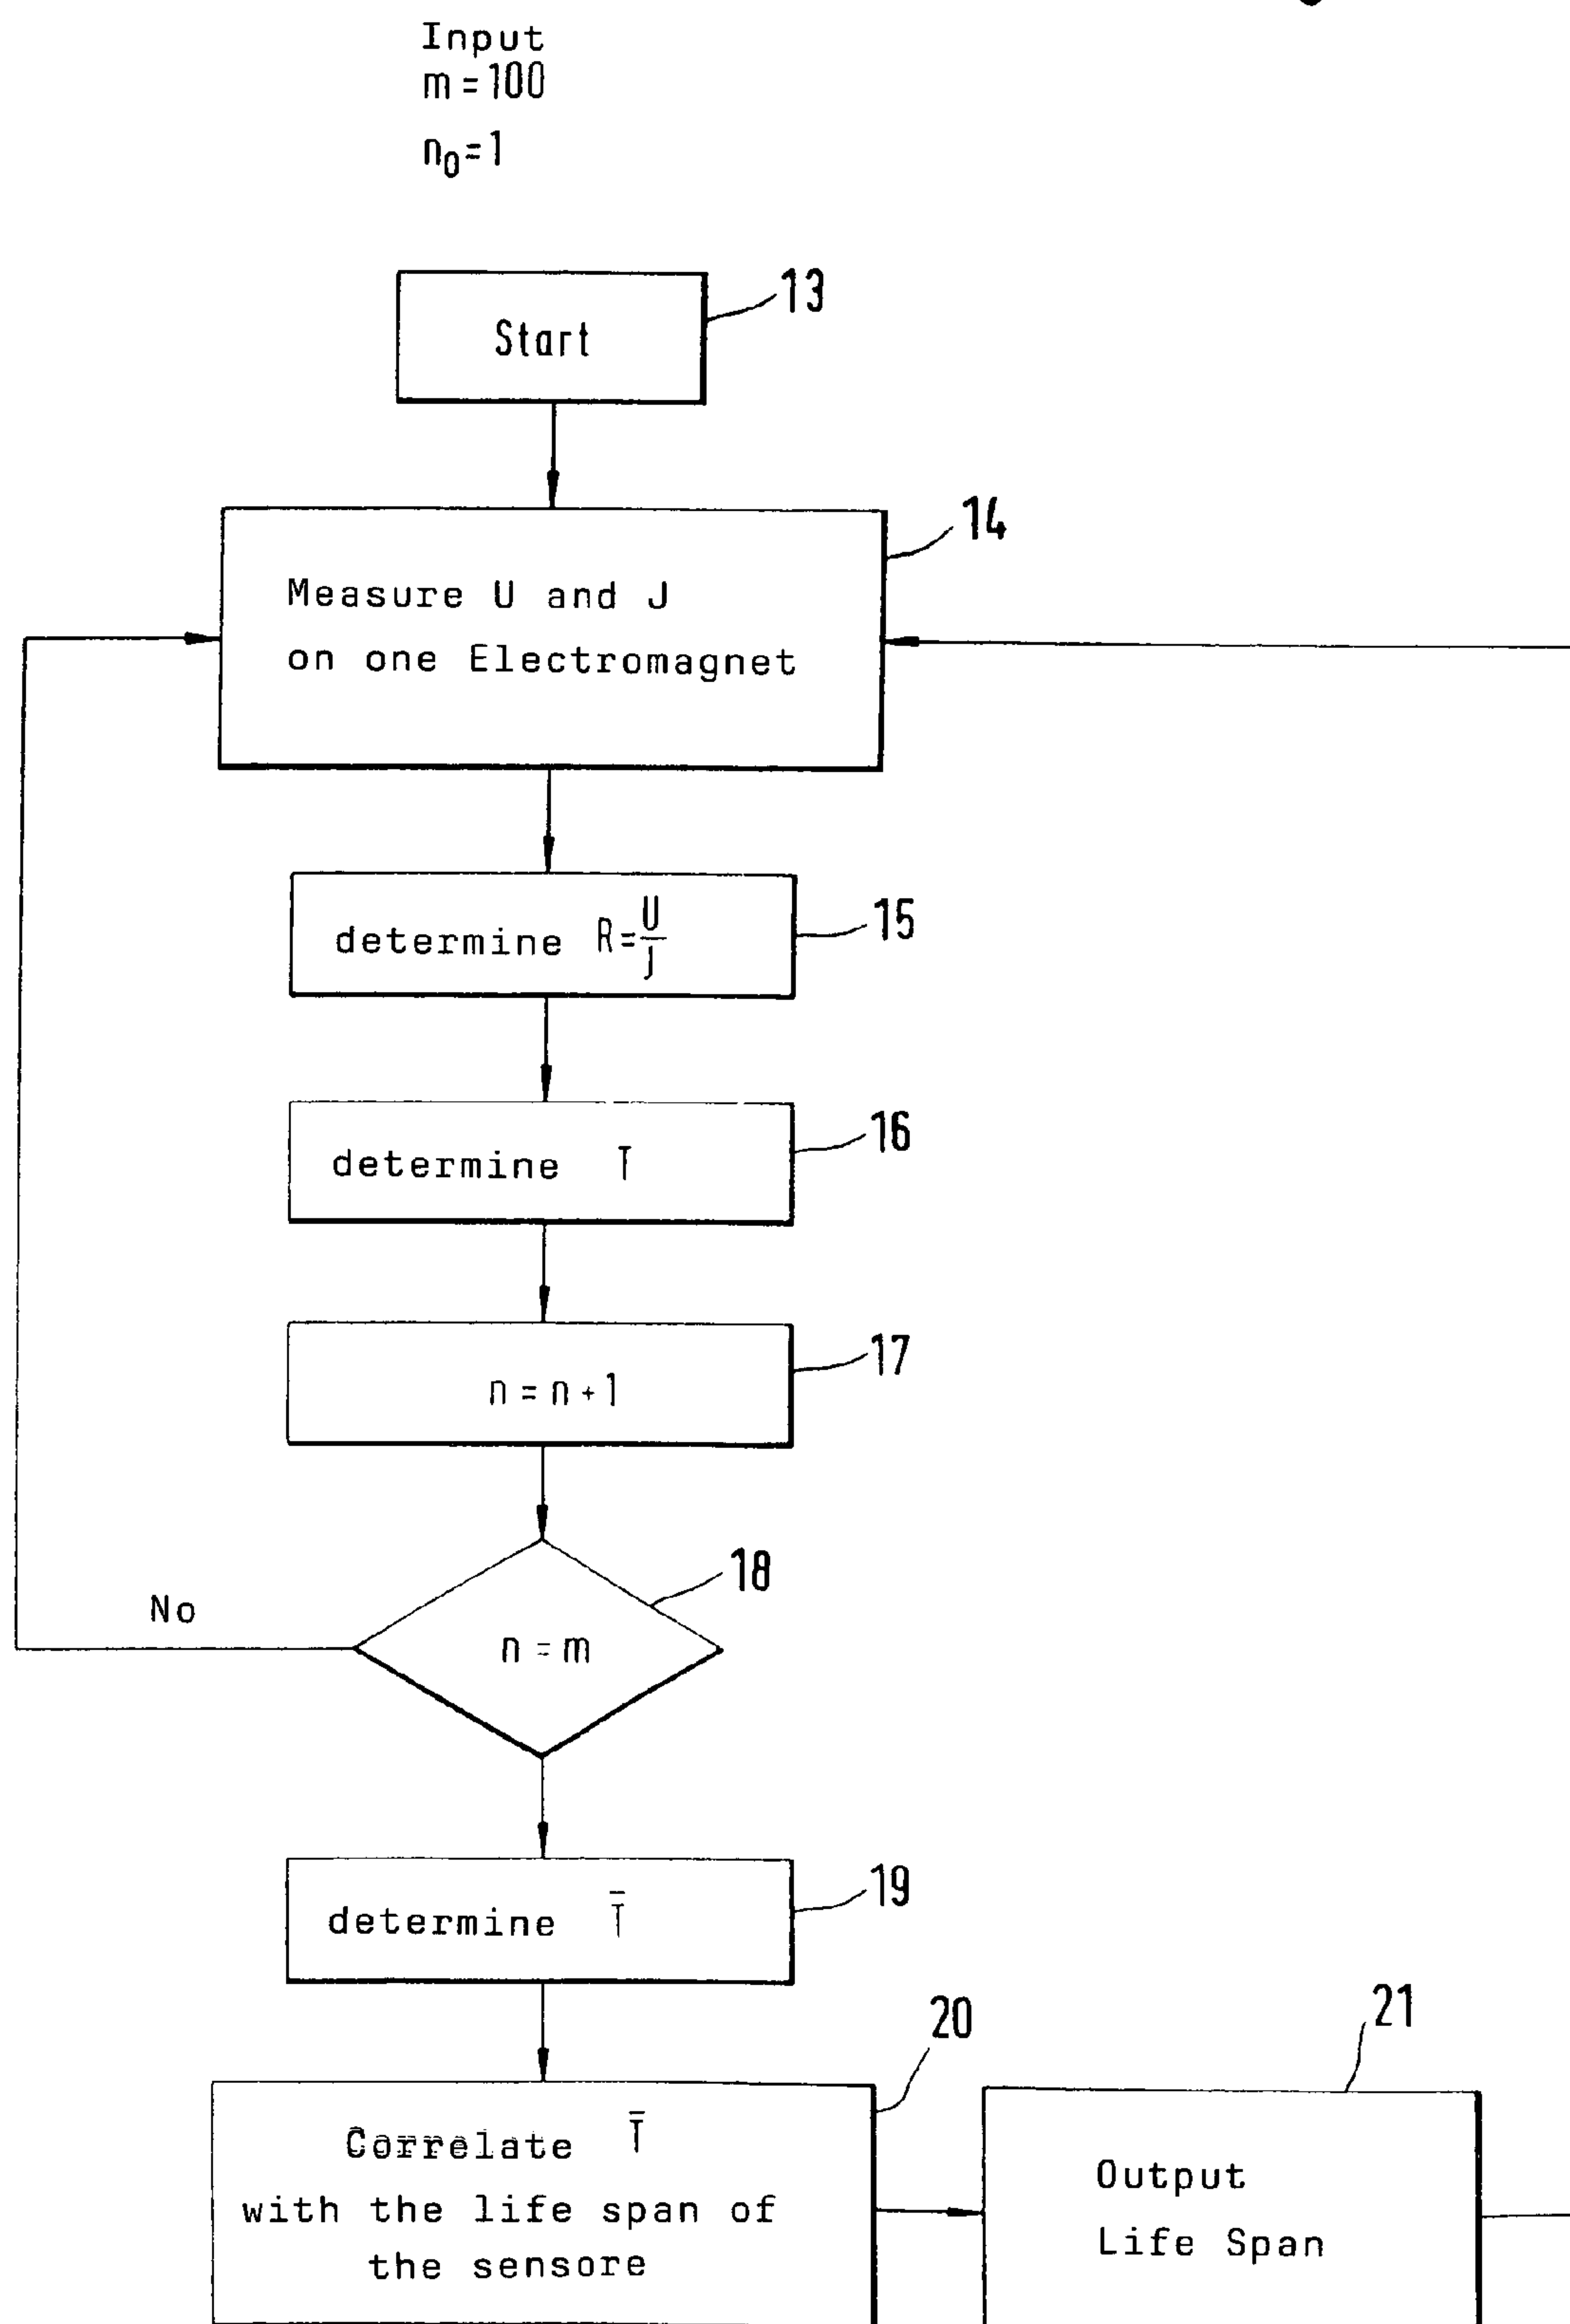 Input
m = 100
n₀ = 1
Start
13
Measure U and J
on one Electromagnet
14
determine R = U/J
15
determine T
16
n = n + 1
17
n = m
18
No
determine T̄
19
Correlate T̄
with the life span of
the sensore
20
Output
Life Span
21